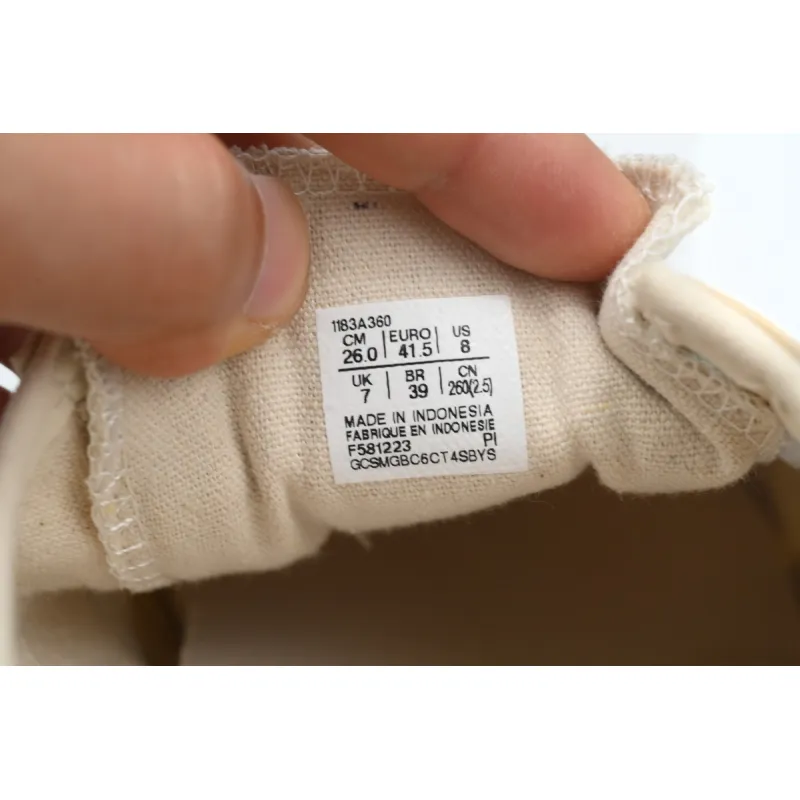 1183A360
CM EURO US
26.0 41.5 8
UK BR CN
7 39 260(2.5)
MADE IN INDONESIA
FABRIQUE EN INDONESIE
F581223 PI
GCSMGBC6CT4SBYS